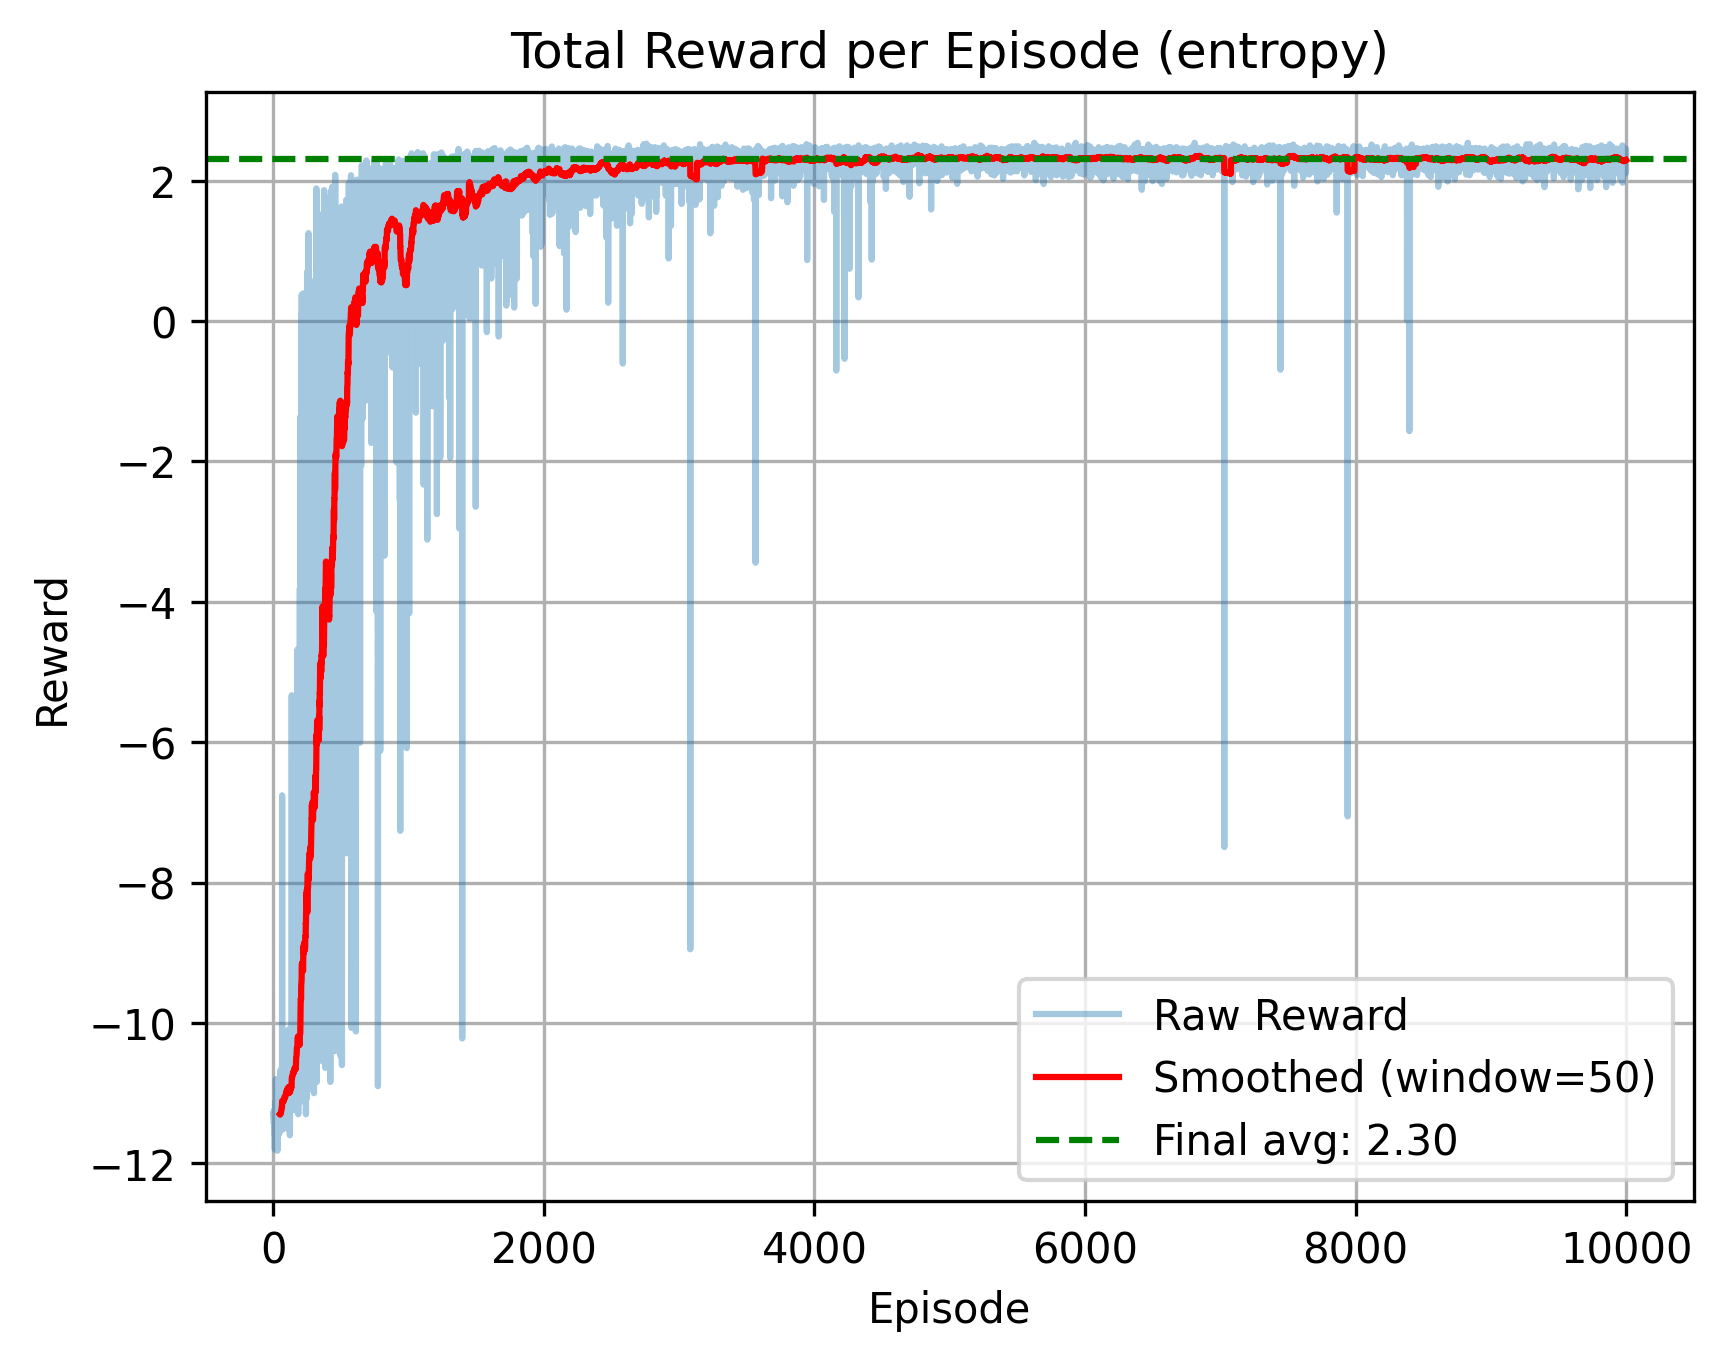 Total Reward per Episode (entropy)
2
0
−2
−4
−6
−8
−10
−12
Reward
Raw Reward
Smoothed (window=50)
Final avg: 2.30
0 2000 4000 6000 8000 10000
Episode